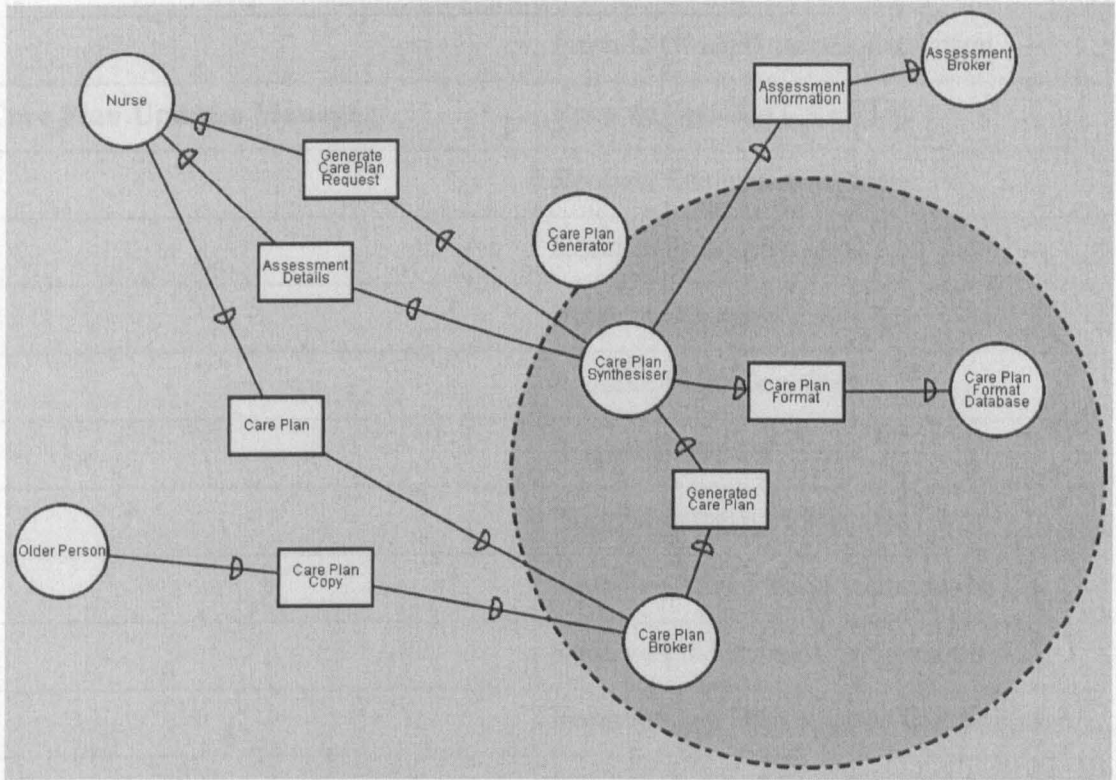 Nurse
Assessment
Broker
Assessment
Information
Generate
Care Plan
Request
Care Plan
Generator
Assessment
Details
Care Plan
Synthesiser
Care Plan
Format
Care Plan
Format
Database
Care Plan
Generated
Care Plan
Older Person
Care Plan
Copy
Care Plan
Broker